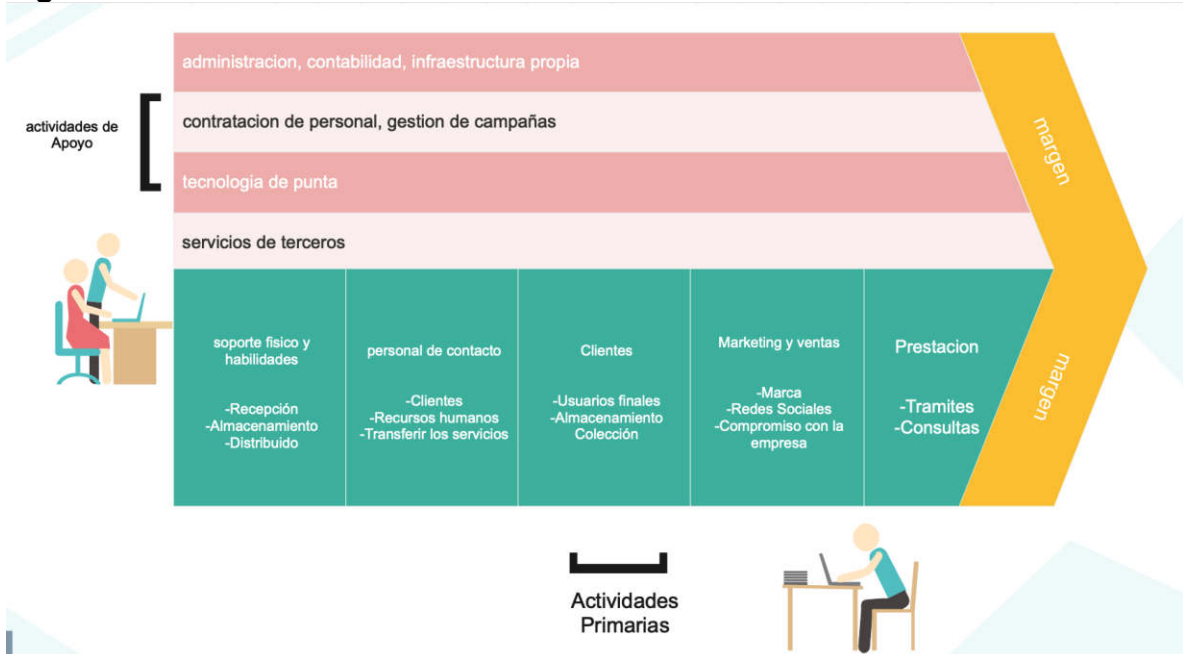 administracion, contabilidad, infraestructura propia
actividades de
Apoyo
contratacion de personal, gestion de campañas
tecnologia de punta
servicios de terceros
margen
soporte fisico y
habilidades
-Recepción
-Almacenamiento
-Distribuido
personal de contacto
-Clientes
-Recursos humanos
-Transferir los servicios
Clientes
-Usuarios finales
-Almacenamiento
Colección
Marketing y ventas
-Marca
-Redes Sociales
-Compromiso con la
empresa
Prestacion
-Tramites
-Consultas
margen
Actividades
Primarias